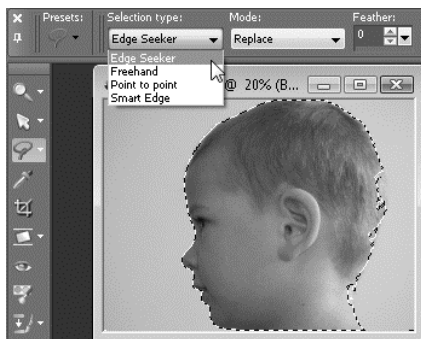 Presets: Selection type: Mode: Feather:
Edge Seeker Replace 0
Edge Seeker
Freehand
Point to point
Smart Edge
@ 20% (B...